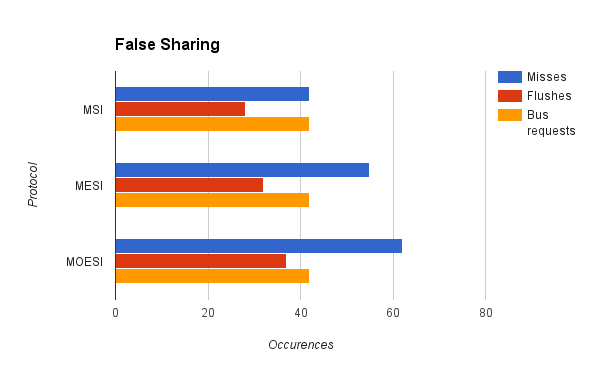 False Sharing
Misses
Flushes
Bus
requests
MSI
MESI
MOESI
Protocol
0 20 40 60 80
Occurences